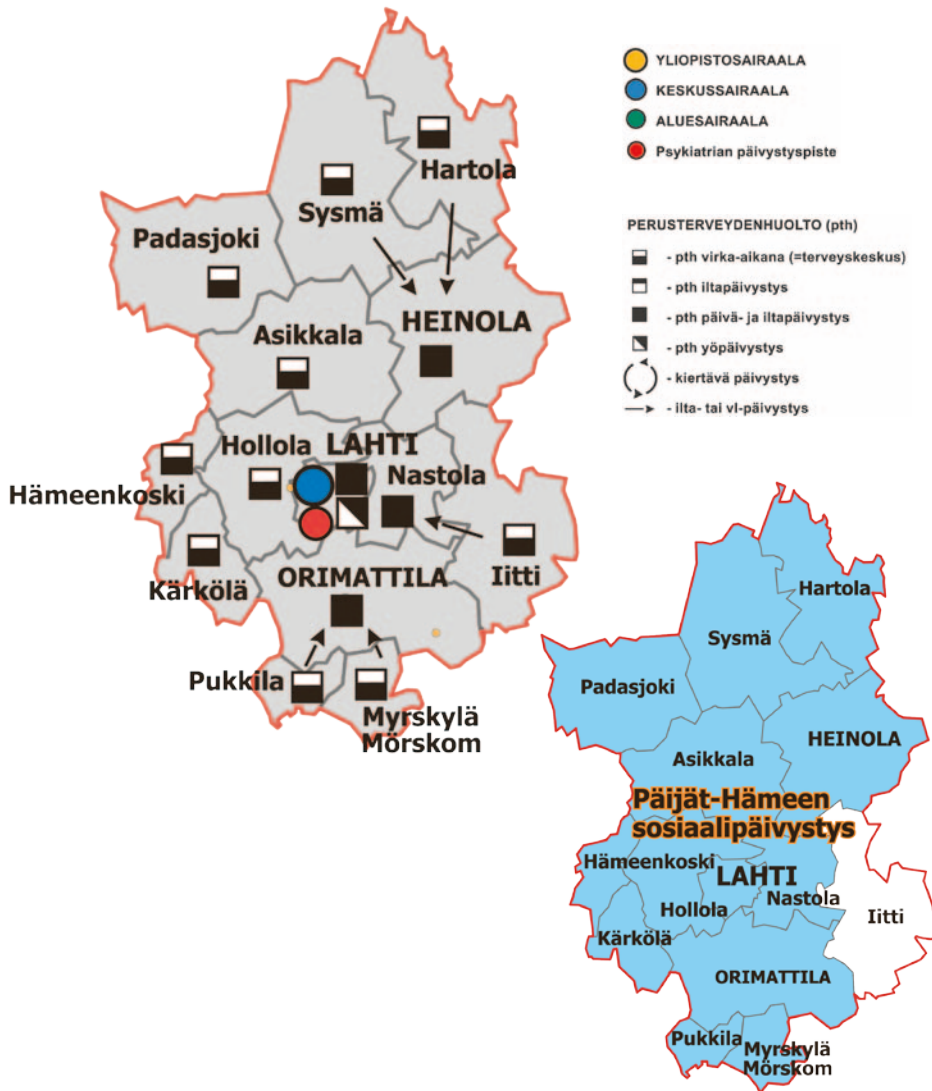 YLIOPISTOSAIRAALA
KESKUSSAIRAALA
ALUESAIRAALA
Psykiatrian päivystyspiste
PERUSTERVEYDENHUOLTO (pth)
- pth virka-aikana (=terveyskeskus)
- pth iltapäivystys
- pth päivä- ja iltapäivystys
- pth yöpäivystys
- kiertävä päivystys
- ilta- tai vl-päivystys
Hartola
Sysmä
Padasjoki
HEINOLA
Asikkala
Hollola
LAHTI
Nastola
Hämeenkoski
Kärkölä
ORIMATTILA
Iitti
Pukkila
Myrskylä
Mörskom
Hartola
Sysmä
Padasjoki
HEINOLA
Asikkala
Päijät-Hämeen
sosiaalipäivystys
Hämeenkoski
LAHTI
Nastola
Hollola
Iitti
Kärkölä
ORIMATTILA
Pukkila
Myrskylä
Mörskom